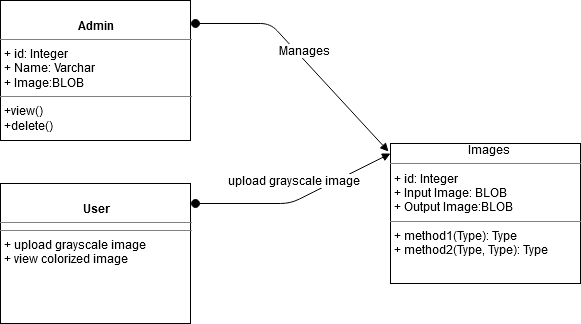 Admin
+ id: Integer
+ Name: Varchar
+ Image:BLOB
+view()
+delete()
Manages
Images
+ id: Integer
+ Input Image: BLOB
+ Output Image:BLOB
+ method1(Type): Type
+ method2(Type, Type): Type
upload grayscale image
User
+ upload grayscale image
+ view colorized image